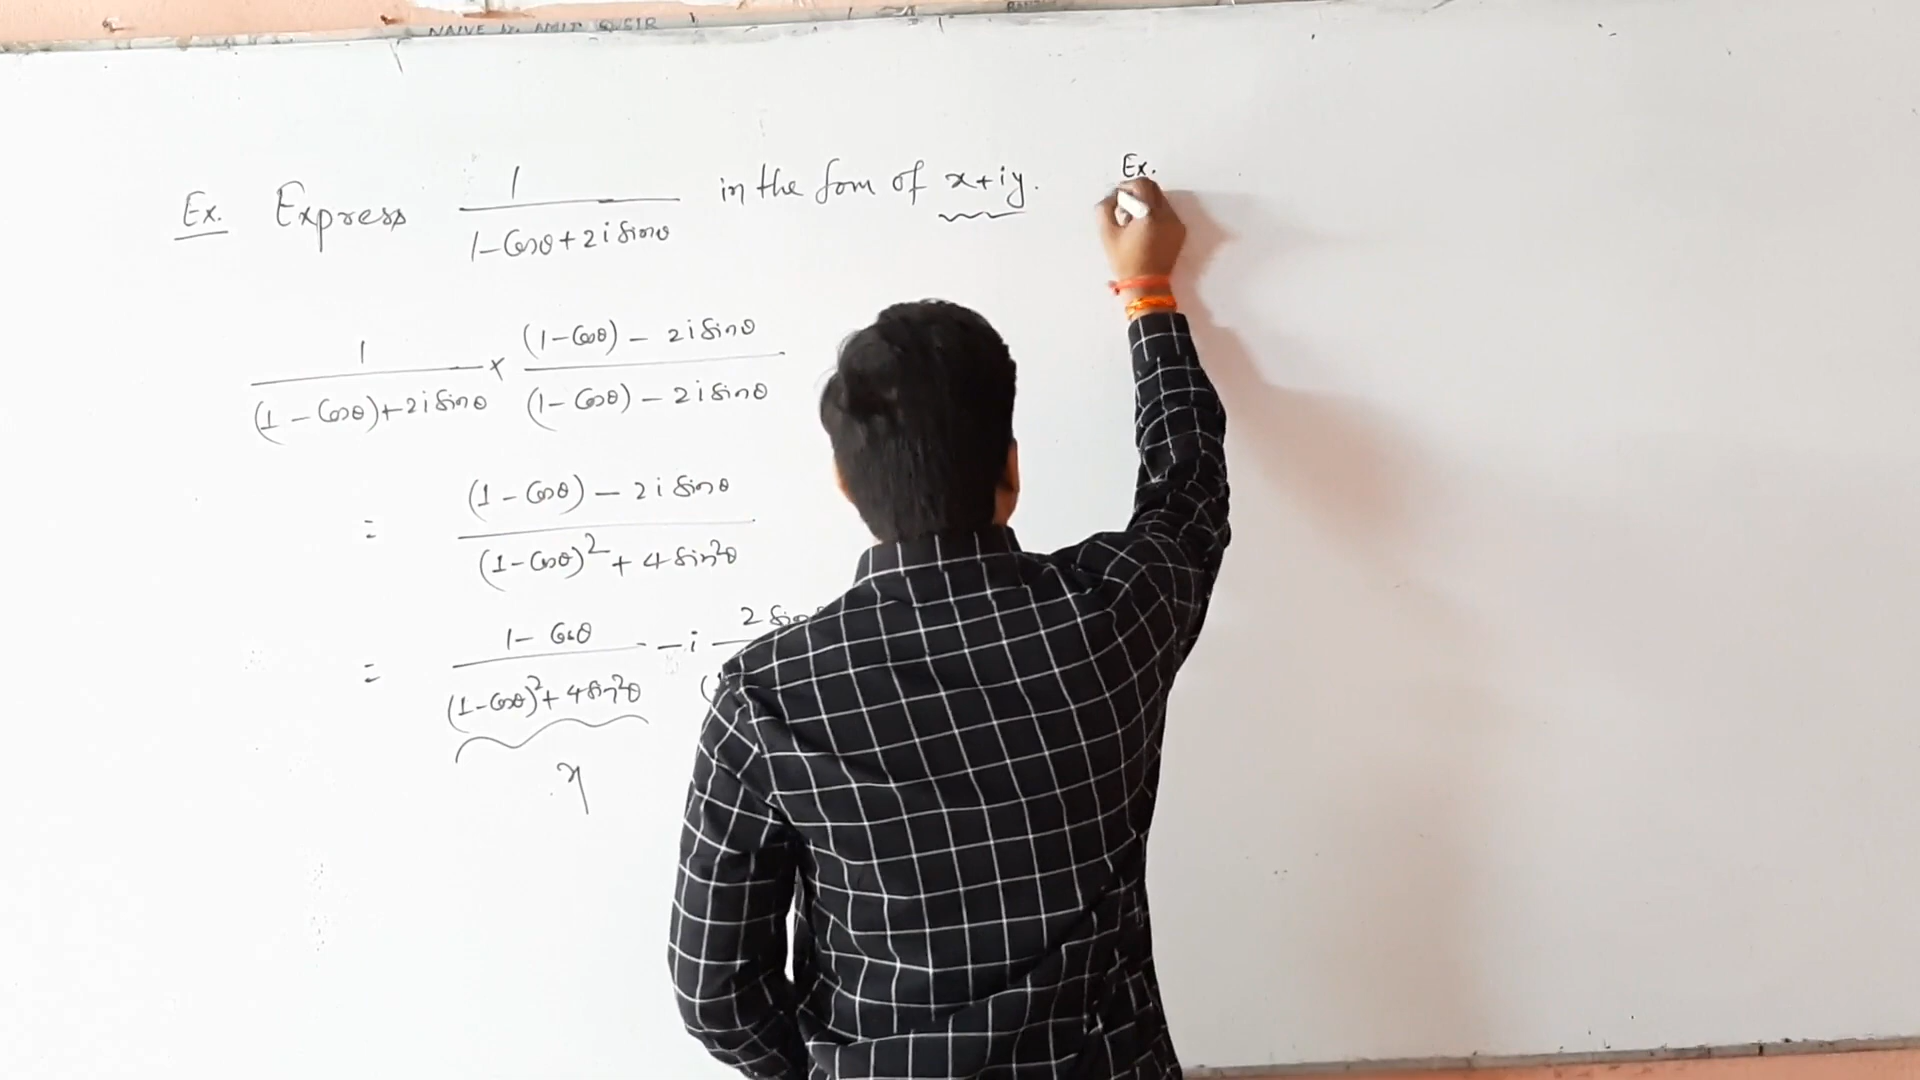 Ex. Express 1/(1-Cosθ+2i Sinθ) in the form of x+iy.
1/((1-Cosθ)+2i Sinθ) × ((1-Cosθ) - 2i Sinθ)/((1-Cosθ) - 2i Sinθ)
= ((1-Cosθ) - 2i Sinθ)/((1-Cosθ)² + 4 Sin²θ)
= (1-Cosθ)/((1-Cosθ)² + 4 Sin²θ) - i 2 Sin
x
Ex.